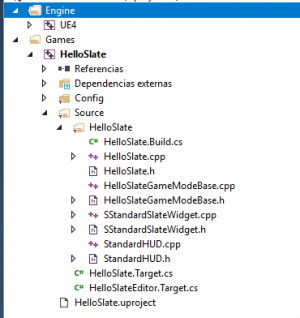 Engine
UE4
Games
HelloSlate
Referencias
Dependencias externas
Config
Source
HelloSlate
HelloSlate.Build.cs
HelloSlate.cpp
HelloSlate.h
HelloSlateGameModeBase.cpp
HelloSlateGameModeBase.h
SStandardSlateWidget.cpp
SStandardSlateWidget.h
StandardHUD.cpp
StandardHUD.h
HelloSlate.Target.cs
HelloSlateEditor.Target.cs
HelloSlate.uproject